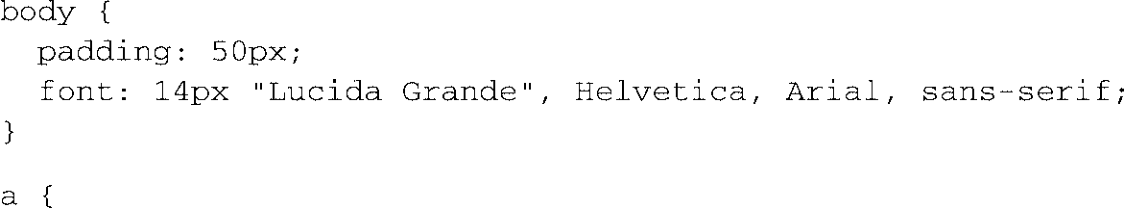 body {
  padding: 50px;
  font: 14px "Lucida Grande", Helvetica, Arial, sans-serif;
}

a {